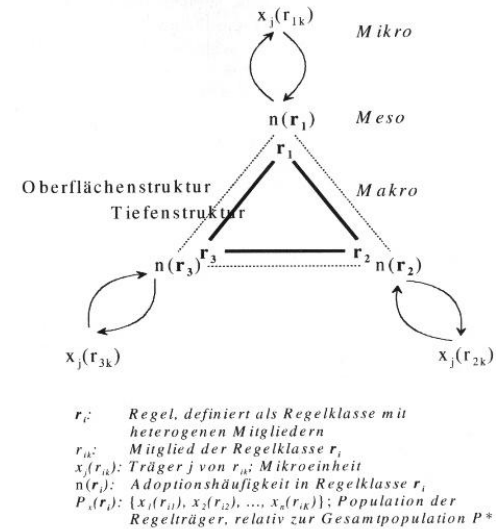 x_j(r_1k) Mikro
n(r_1) Meso
r_1
Oberflächenstruktur Makro
Tiefenstruktur
n(r_3) r_3 r_2 n(r_2)
x_j(r_3k) x_j(r_2k)
r_i: Regel, definiert als Regelklasse mit
heterogenen Mitgliedern
r_ik: Mitglied der Regelklasse r_i
x_j(r_ik): Träger j von r_ik; Mikroeinheit
n(r_i): Adoptionshäufigkeit in Regelklasse r_i
(r_i): {x_1(r_i1), x_2(r_i2), ..., x_n(r_iK)}; Population der
Regelträger, relativ zur Gesamtpopulation P*